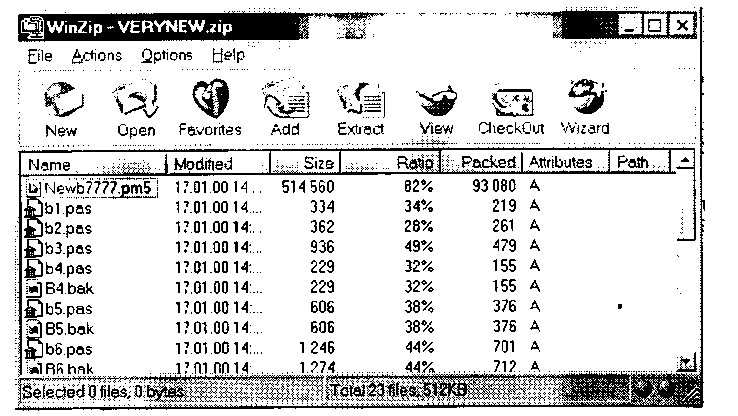 WinZip - VERYNEW.zip
File Actions Options Help
New Open Favorites Add Extract View CheckOut Wizard
Name Modified Size Ratio Packed Attributes Path
Newb7777.pm5 17.01.00 14... 514 560 82% 93 080 A
b1.pas 17.01.00 14:... 334 34% 219 A
b2.pas 17.01.00 14:... 362 28% 261 A
b3.pas 17.01.00 14:... 936 49% 479 A
b4.pas 17.01.00 14:... 229 32% 155 A
B4.bak 17.01.00 14:... 229 32% 155 A
b5.pas 17.01.00 14:... 606 38% 376 A
B5.bak 17.01.00 14:... 606 38% 376 A
b6.pas 17.01.00 14:... 1 246 44% 701 A
B6.bak 17.01.00 14... 1 274 44% 712 A
Selected 0 files, 0 bytes Total 23 files, 512KB